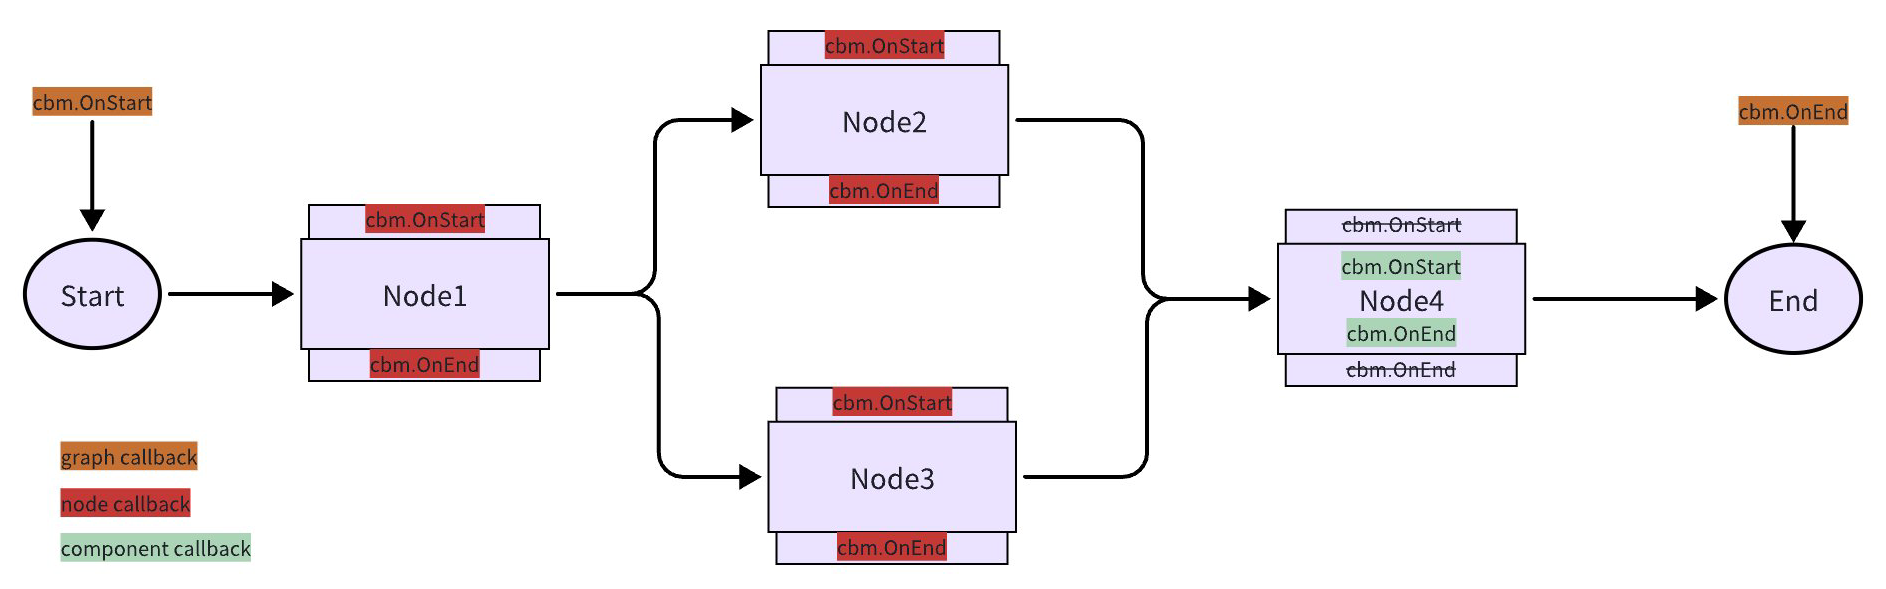 cbm.OnStart
Start
cbm.OnStart
Node1
cbm.OnEnd
cbm.OnStart
Node2
cbm.OnEnd
cbm.OnStart
Node3
cbm.OnEnd
cbm.OnStart
cbm.OnStart
Node4
cbm.OnEnd
cbm.OnEnd
cbm.OnEnd
End
graph callback
node callback
component callback